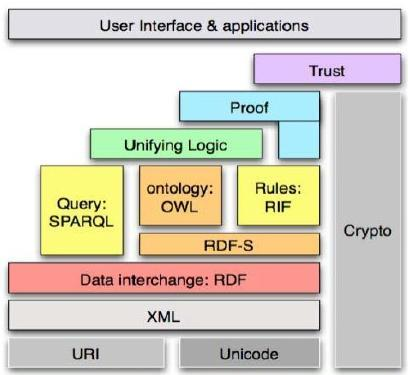 User Interface & applications
Trust
Proof
Unifying Logic
Query:
SPARQL
ontology:
OWL
Rules:
RIF
Crypto
RDF-S
Data interchange: RDF
XML
URI
Unicode